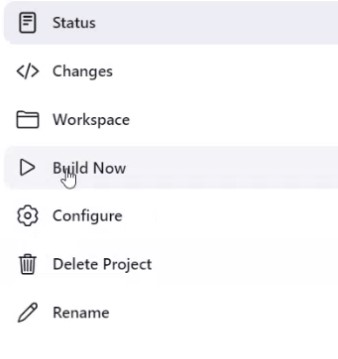 Status
Changes
Workspace
Build Now
Configure
Delete Project
Rename